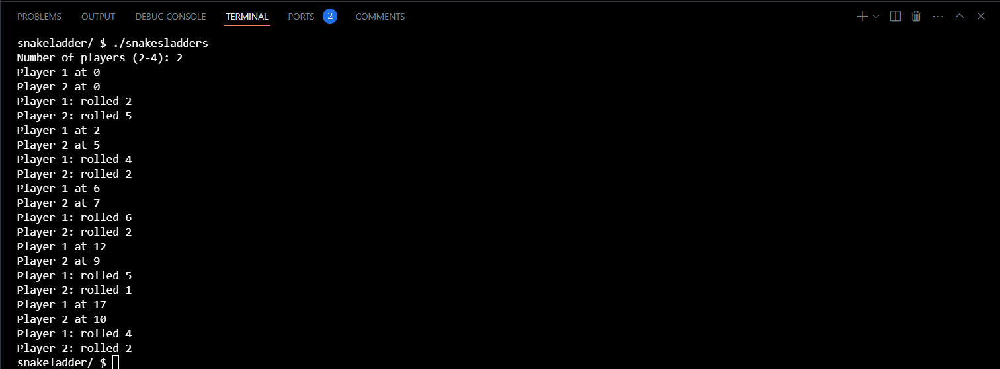 PROBLEMS OUTPUT DEBUG CONSOLE TERMINAL PORTS 2 COMMENTS
snakeladder/ $ ./snakesladders
Number of players (2-4): 2
Player 1 at 0
Player 2 at 0
Player 1: rolled 2
Player 2: rolled 5
Player 1 at 2
Player 2 at 5
Player 1: rolled 4
Player 2: rolled 2
Player 1 at 6
Player 2 at 7
Player 1: rolled 6
Player 2: rolled 2
Player 1 at 12
Player 2 at 9
Player 1: rolled 5
Player 2: rolled 1
Player 1 at 17
Player 2 at 10
Player 1: rolled 4
Player 2: rolled 2
snakeladder/ $